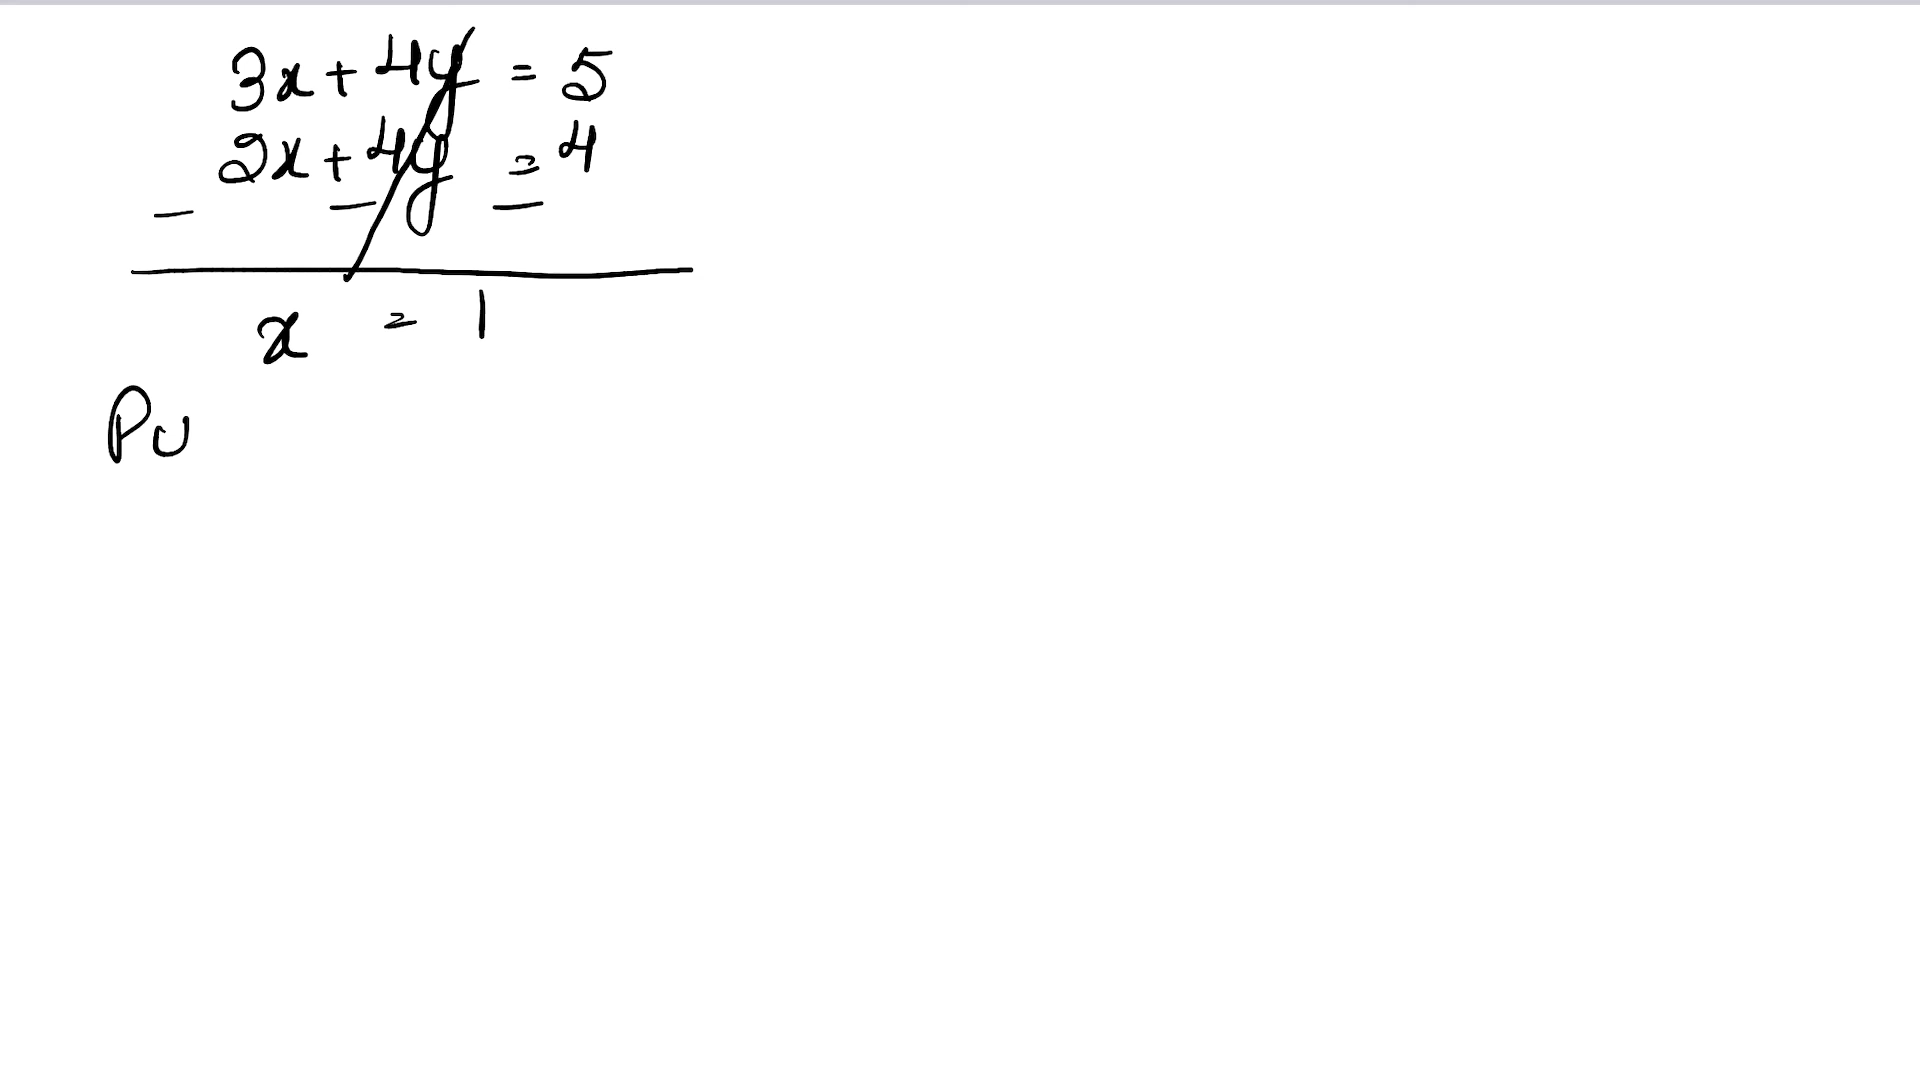 3x + 4y = 5
2x + 4y = 4
− − −
x = 1
Pu